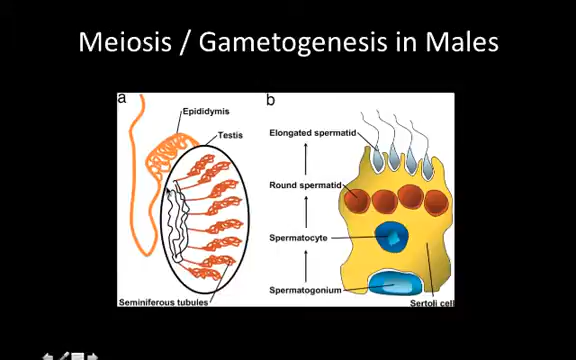 Meiosis / Gametogenesis in Males
a
Epididymis
Testis
Seminiferous tubules
b
Elongated spermatid
Round spermatid
Spermatocyte
Spermatogonium
Sertoli cell